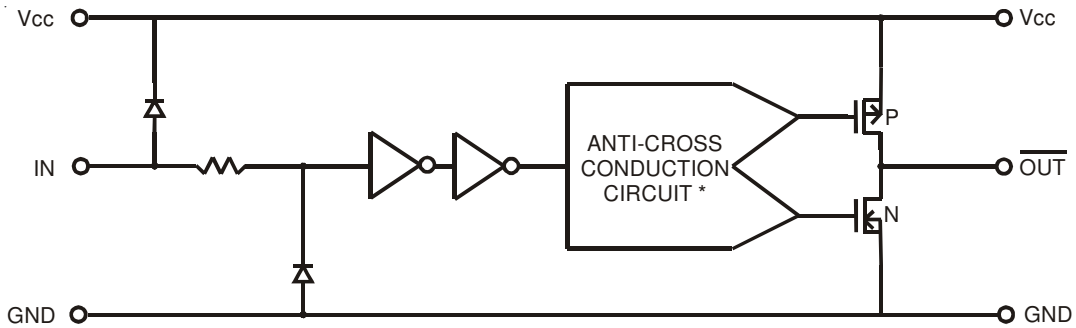 Vcc
Vcc
P
ANTI-CROSS
CONDUCTION
CIRCUIT *
IN
OUT
N
GND
GND